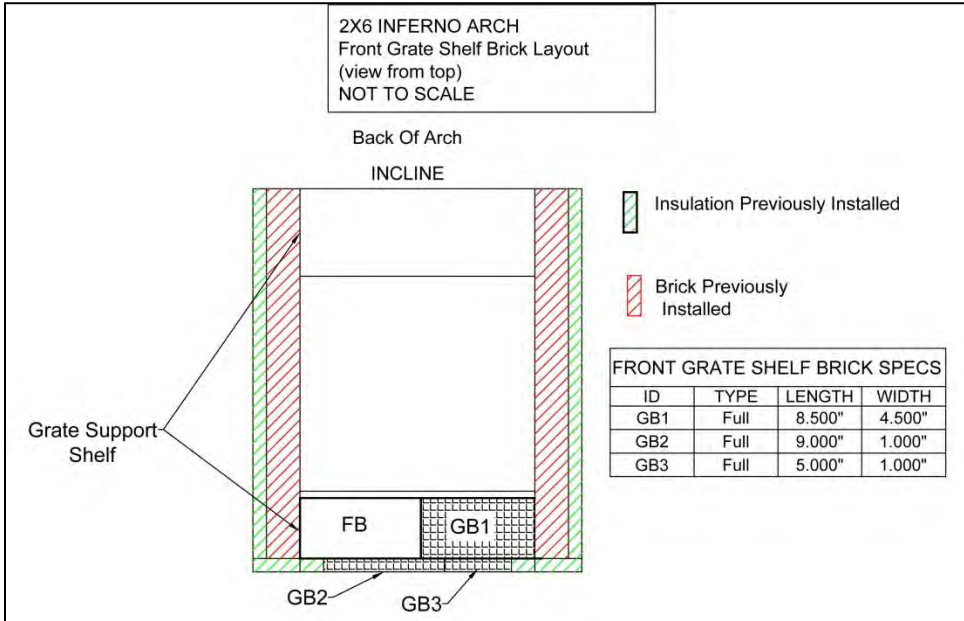 2X6 INFERNO ARCH
Front Grate Shelf Brick Layout
(view from top)
NOT TO SCALE
Back Of Arch
INCLINE
Insulation Previously Installed
Brick Previously
Installed
FRONT GRATE SHELF BRICK SPECS
ID TYPE LENGTH WIDTH
GB1 Full 8.500" 4.500"
GB2 Full 9.000" 1.000"
GB3 Full 5.000" 1.000"
Grate Support
Shelf
FB
GB1
GB2
GB3